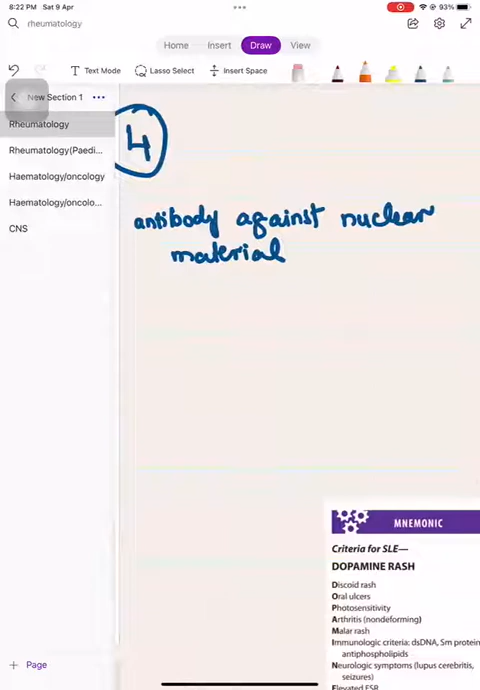 8:22 PM Sat 9 Apr
93%
rheumatology
Home Insert Draw View
Text Mode Lasso Select Insert Space
New Section 1
Rheumatology
Rheumatology(Paedi...
Haematology/oncology
Haematology/oncolo...
CNS
4
antibody against nuclear
material
MNEMONIC
Criteria for SLE—
DOPAMINE RASH
Discoid rash
Oral ulcers
Photosensitivity
Arthritis (nondeforming)
Malar rash
Immunologic criteria: dsDNA, Sm protein
antiphospholipids
Neurologic symptoms (lupus cerebritis,
seizures)
Elevated ESR
Page